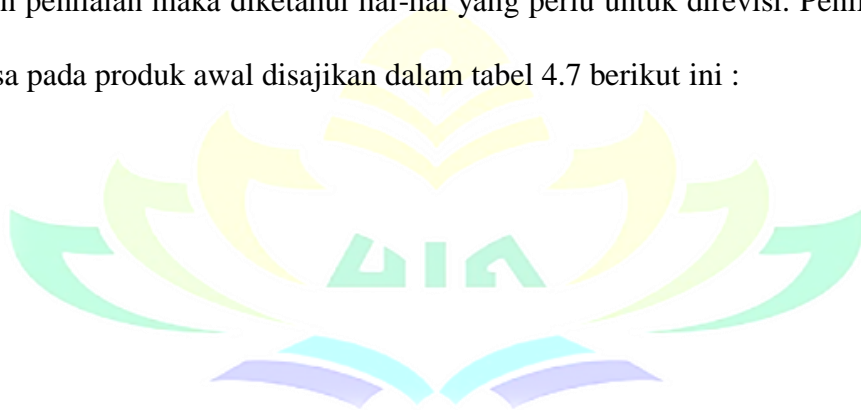 penilaian maka diketahui hal-hal yang perlu untuk direvisi.
pada produk awal disajikan dalam tabel 4.7 berikut ini :
UIN